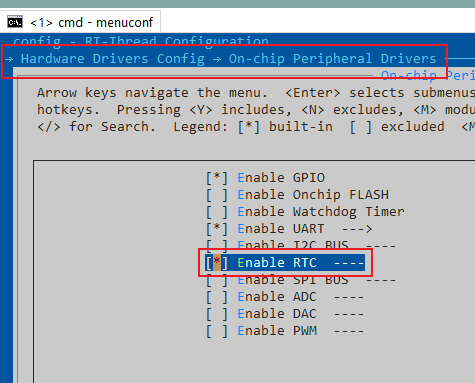 <1> cmd - menuconf
config - RT-Thread Configuration
→ Hardware Drivers Config → On-chip Peripheral Drivers
On-chip Peri
Arrow keys navigate the menu.  <Enter> selects submenus
hotkeys.  Pressing <Y> includes, <N> excludes, <M> modu
</> for Search.  Legend: [*] built-in  [ ] excluded  <M
[*] Enable GPIO
[ ] Enable Onchip FLASH
[ ] Enable Watchdog Timer
[*] Enable UART  --->
[ ] Enable I2C BUS  ----
[*] Enable RTC  ----
[ ] Enable SPI BUS  ----
[ ] Enable ADC  ----
[ ] Enable DAC  ----
[ ] Enable PWM  ----